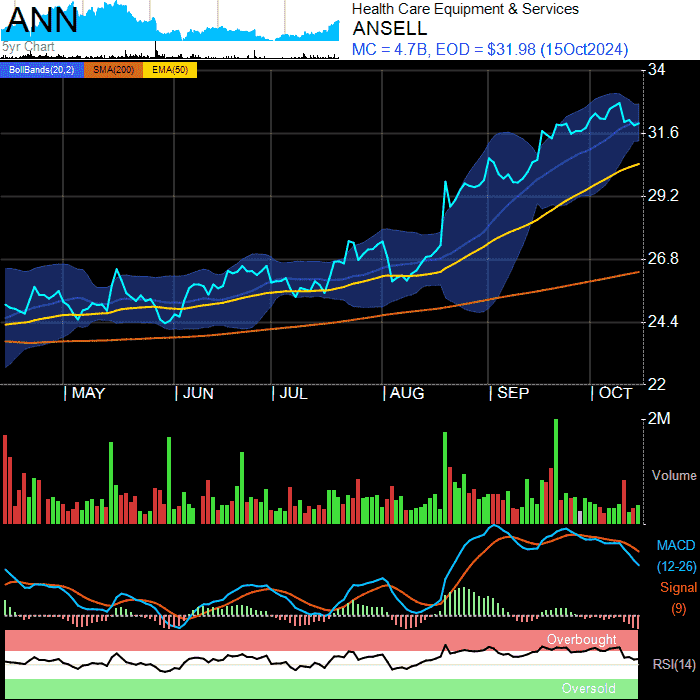 ANN
5yr Chart
Health Care Equipment & Services
ANSELL
MC = 4.7B, EOD = $31.98 (15Oct2024)
BollBands(20,2) SMA(200) EMA(50)
34
31.6
29.2
26.8
24.4
22
MAY JUN JUL AUG SEP OCT
2M
Volume
MACD
(12-26)
Signal
(9)
Overbought
RSI(14)
Oversold